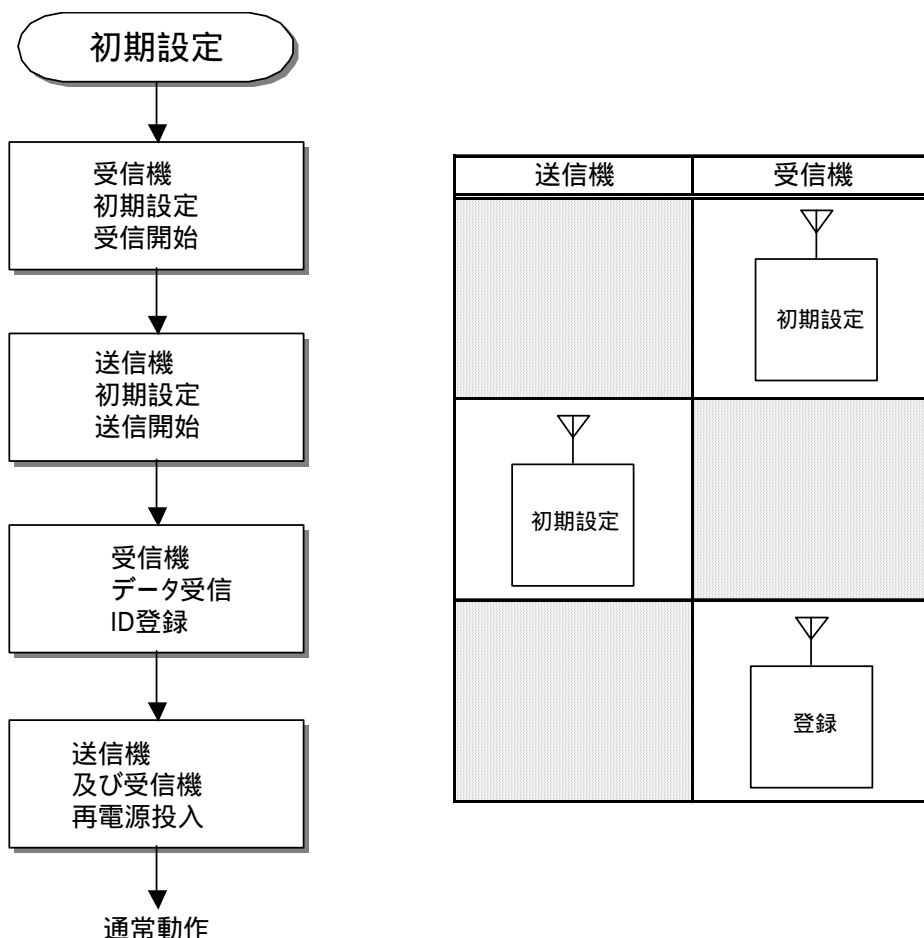 初期設定
受信機
初期設定
受信開始
送信機
初期設定
送信開始
受信機
データ受信
ID登録
送信機
及び受信機
再電源投入
通常動作
送信機
受信機
初期設定
初期設定
登録